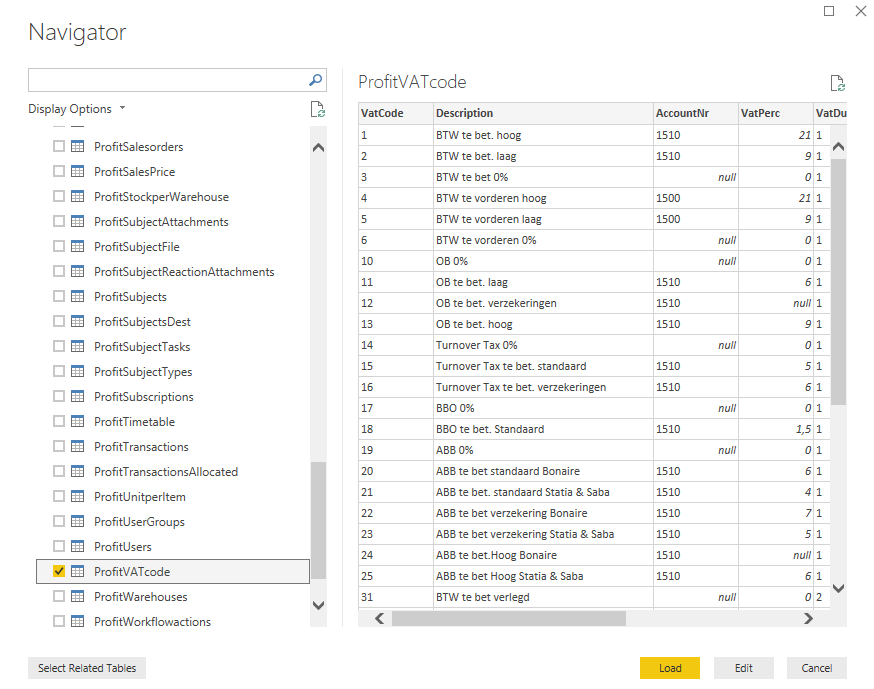 Navigator
Display Options
ProfitSalesorders
ProfitSalesPrice
ProfitStockperWarehouse
ProfitSubjectAttachments
ProfitSubjectFile
ProfitSubjectReactionAttachments
ProfitSubjects
ProfitSubjectsDest
ProfitSubjectTasks
ProfitSubjectTypes
ProfitSubscriptions
ProfitTimetable
ProfitTransactions
ProfitTransactionsAllocated
ProfitUnitperItem
ProfitUserGroups
ProfitUsers
ProfitVATcode
ProfitWarehouses
ProfitWorkflowactions
ProfitVATcode
VatCode Description AccountNr VatPerc VatDu
1 BTW te bet. hoog 1510 21 1
2 BTW te bet. laag 1510 9 1
3 BTW te bet 0% null 0 1
4 BTW te vorderen hoog 1500 21 1
5 BTW te vorderen laag 1500 9 1
6 BTW te vorderen 0% null 0 1
10 OB 0% null 0 1
11 OB te bet. laag 1510 6 1
12 OB te bet. verzekeringen 1510 null 1
13 OB te bet. hoog 1510 9 1
14 Turnover Tax 0% null 0 1
15 Turnover Tax te bet. standaard 1510 5 1
16 Turnover Tax te bet. verzekeringen 1510 6 1
17 BBO 0% null 0 1
18 BBO te bet. Standaard 1510 1,5 1
19 ABB 0% null 0 1
20 ABB te bet standaard Bonaire 1510 6 1
21 ABB te bet. standaard Statia & Saba 1510 4 1
22 ABB te bet verzekering Bonaire 1510 7 1
23 ABB te bet verzekering Statia & Saba 1510 5 1
24 ABB te bet.Hoog Bonaire 1510 null 1
25 ABB te bet Hoog Statia & Saba 1510 6 1
31 BTW te bet verlegd null 0 2
Select Related Tables
Load
Edit
Cancel